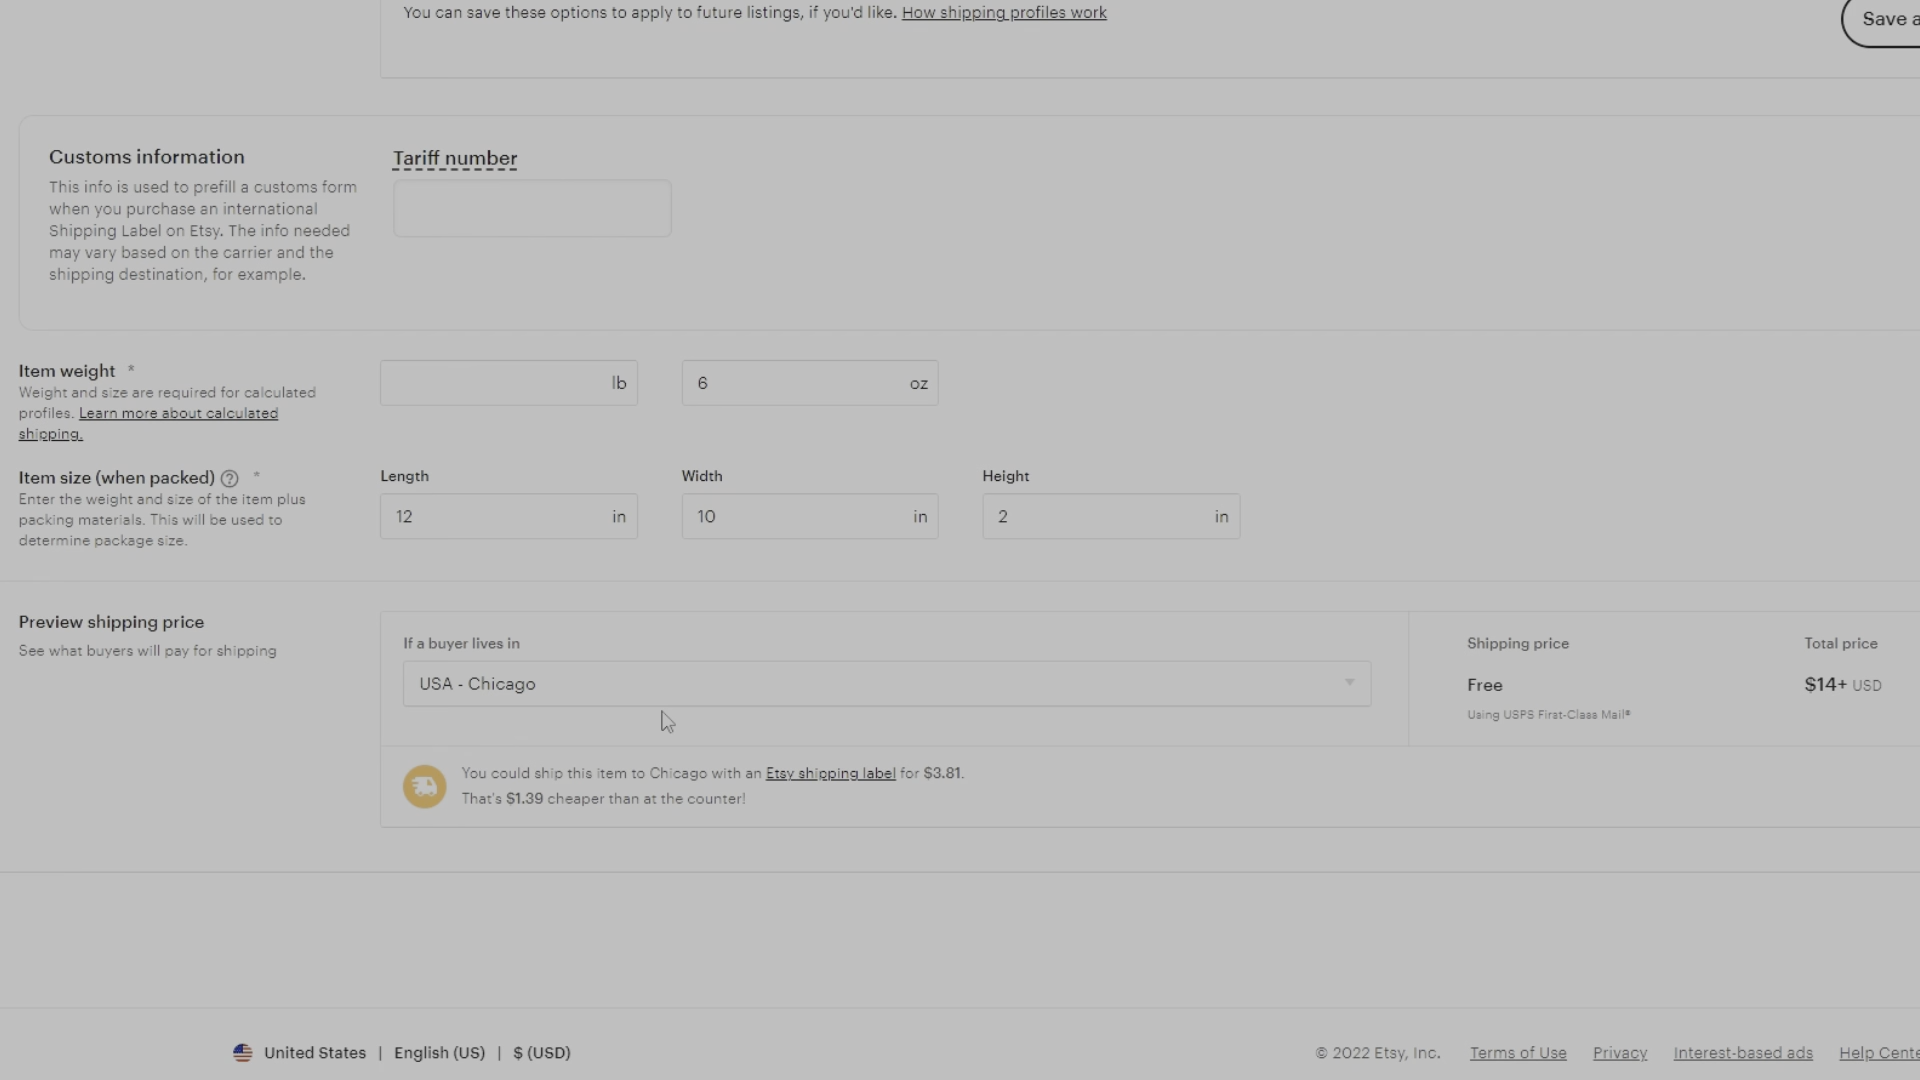 You can save these options to apply to future listings, if you'd like. How shipping profiles work
Save a
Customs information
This info is used to prefill a customs form
when you purchase an international
Shipping Label on Etsy. The info needed
may vary based on the carrier and the
shipping destination, for example.
Tariff number
Item weight *
Weight and size are required for calculated
profiles. Learn more about calculated
shipping.
lb
6 oz
Item size (when packed) ? *
Enter the weight and size of the item plus
packing materials. This will be used to
determine package size.
Length Width Height
12 in 10 in 2 in
Preview shipping price
See what buyers will pay for shipping
If a buyer lives in
USA - Chicago
Shipping price
Free
Using USPS First-Class Mail®
Total price
$14+ USD
You could ship this item to Chicago with an Etsy shipping label for $3.81.
That's $1.39 cheaper than at the counter!
United States | English (US) | $ (USD)
© 2022 Etsy, Inc. Terms of Use Privacy Interest-based ads Help Cente